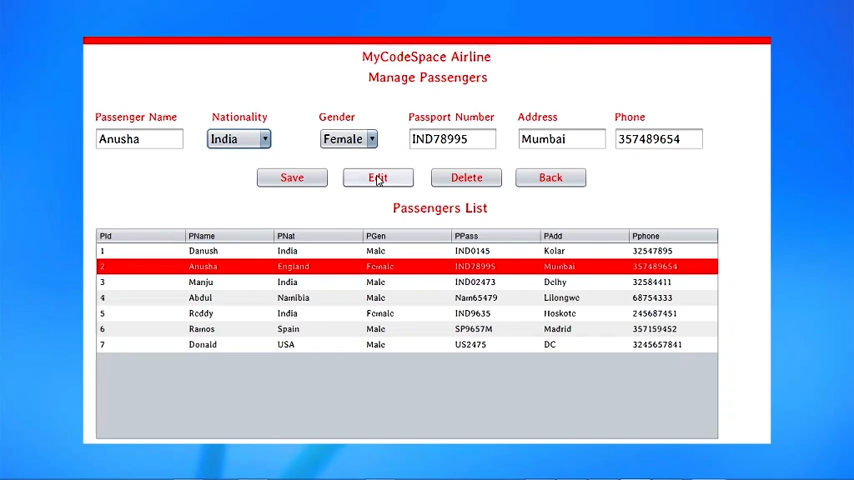 MyCodeSpace Airline
Manage Passengers
Passenger Name Nationality Gender Passport Number Address Phone
Anusha India Female IND78995 Mumbai 357489654
Save Edit Delete Back
Passengers List
PId PName PNat PGen PPass PAdd Pphone
1 Danush India Male IND0145 Kolar 32547895
2 Anusha England Female IND78995 Mumbai 357489654
3 Manju India Male IND02473 Delhy 32584411
4 Abdul Namibia Male Nam65479 Lilongwe 68754333
5 Reddy India Female IND9635 Hoskote 245687451
6 Ramos Spain Male SP9657M Madrid 357159452
7 Donald USA Male US2475 DC 3245657841